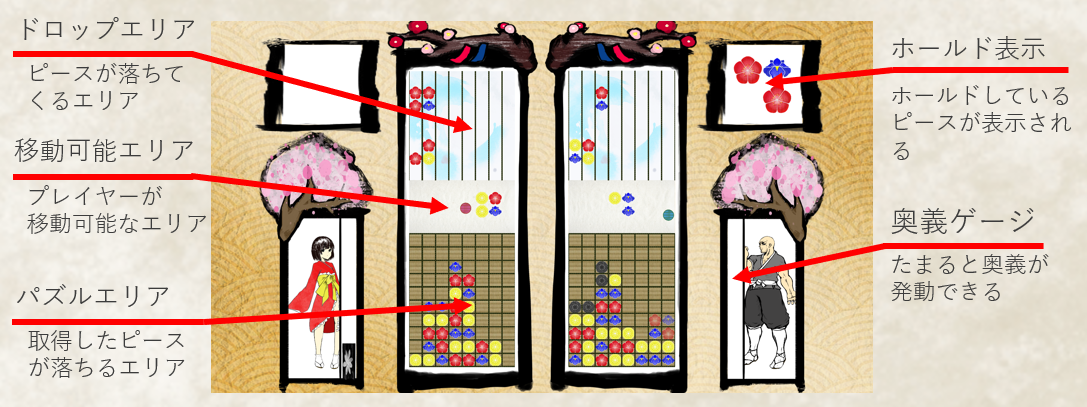 ドロップエリア
ピースが落ちて
くるエリア
移動可能エリア
プレイヤーが
移動可能なエリア
パズルエリア
取得したピース
が落ちるエリア
ホールド表示
ホールドしている
ピースが表示され
る
奥義ゲージ
たまると奥義が
発動できる